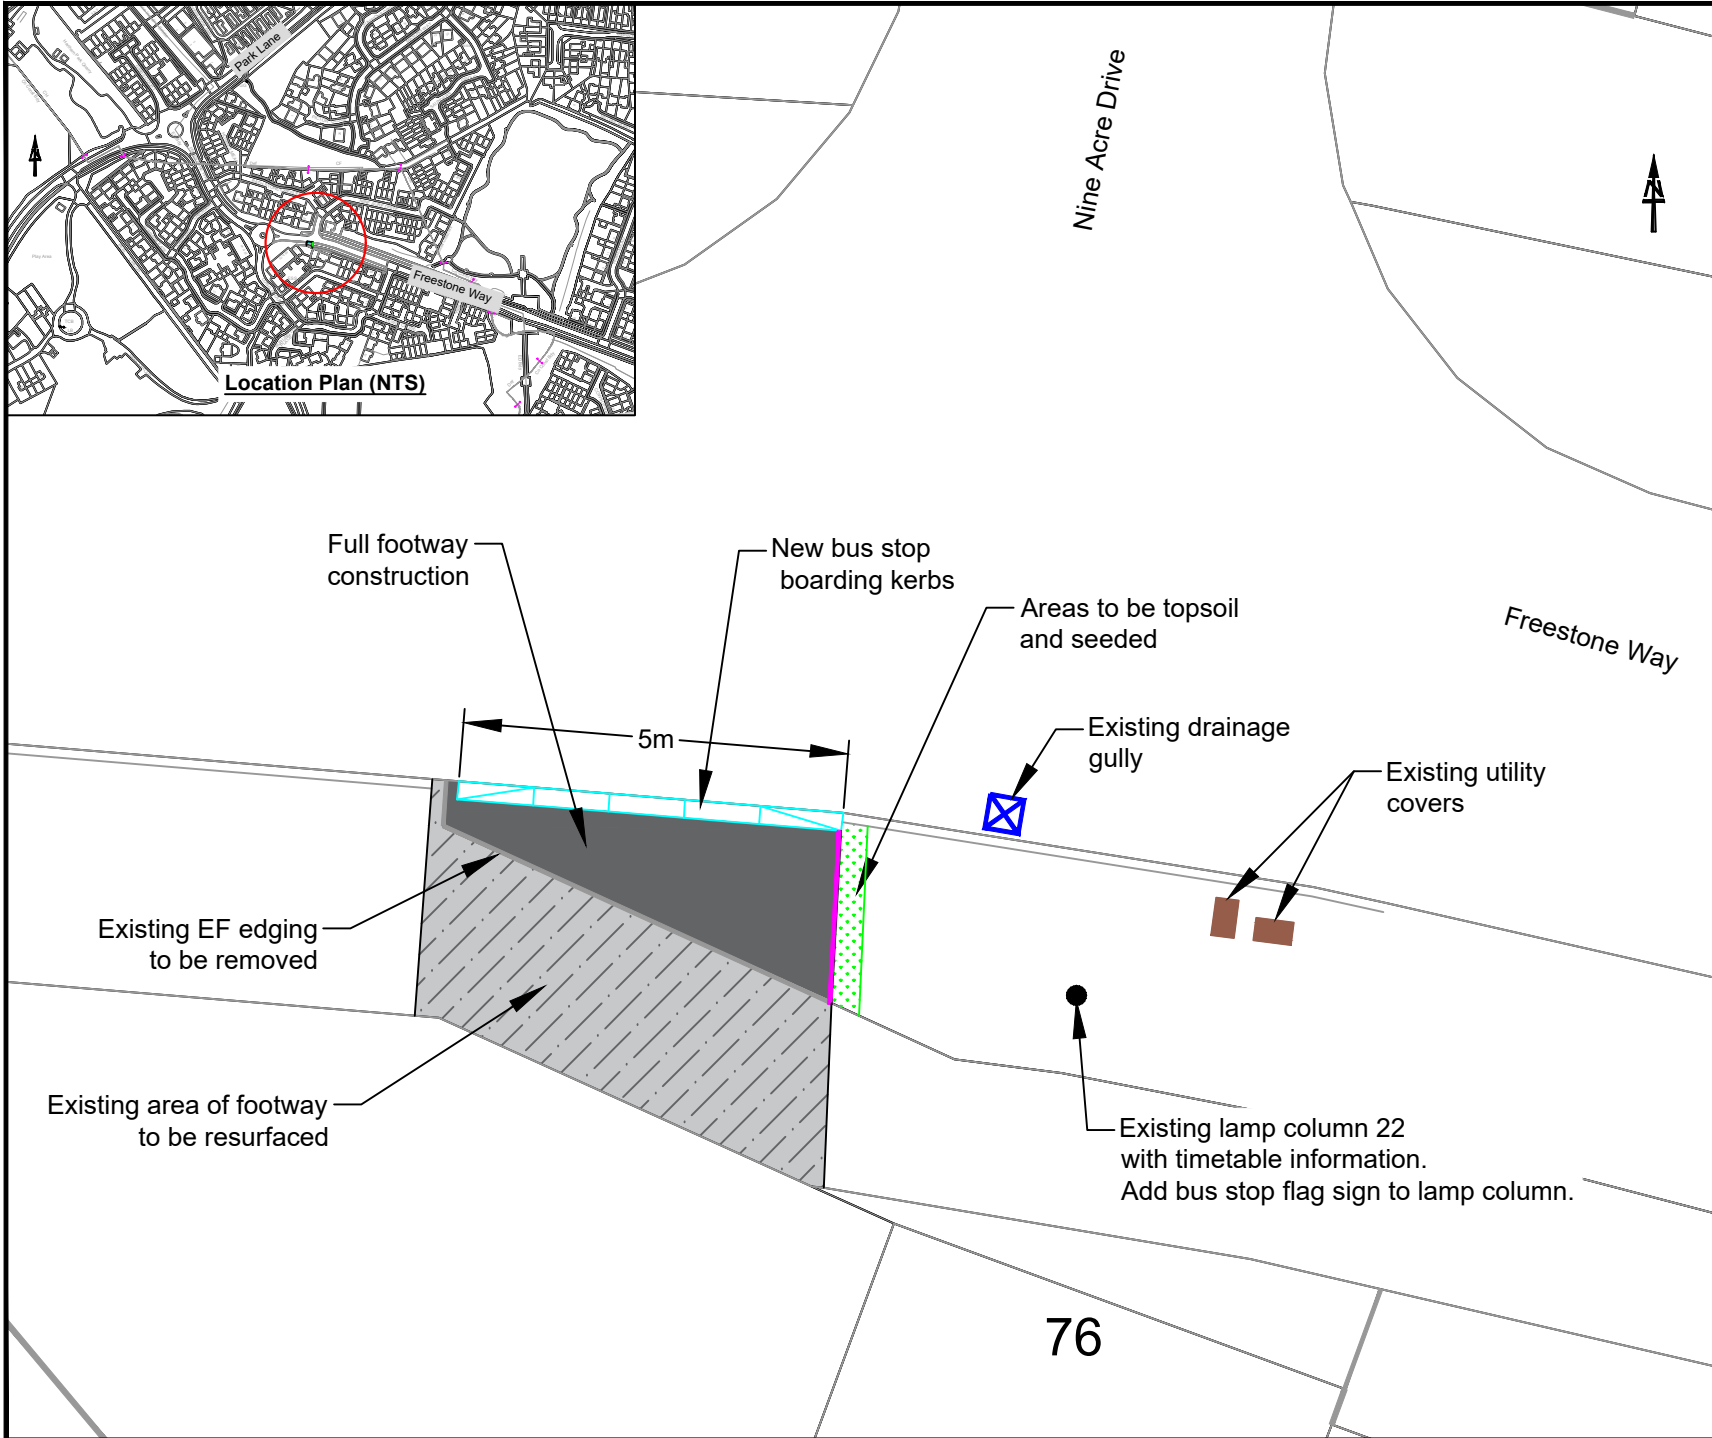 Park Lane
Freestone Way
Location Plan (NTS)
Nine Acre Drive
N
Full footway
construction
New bus stop
boarding kerbs
Areas to be topsoil
and seeded
Freestone Way
5m
Existing drainage
gully
Existing utility
covers
Existing EF edging
to be removed
Existing area of footway
to be resurfaced
Existing lamp column 22
with timetable information.
Add bus stop flag sign to lamp column.
76